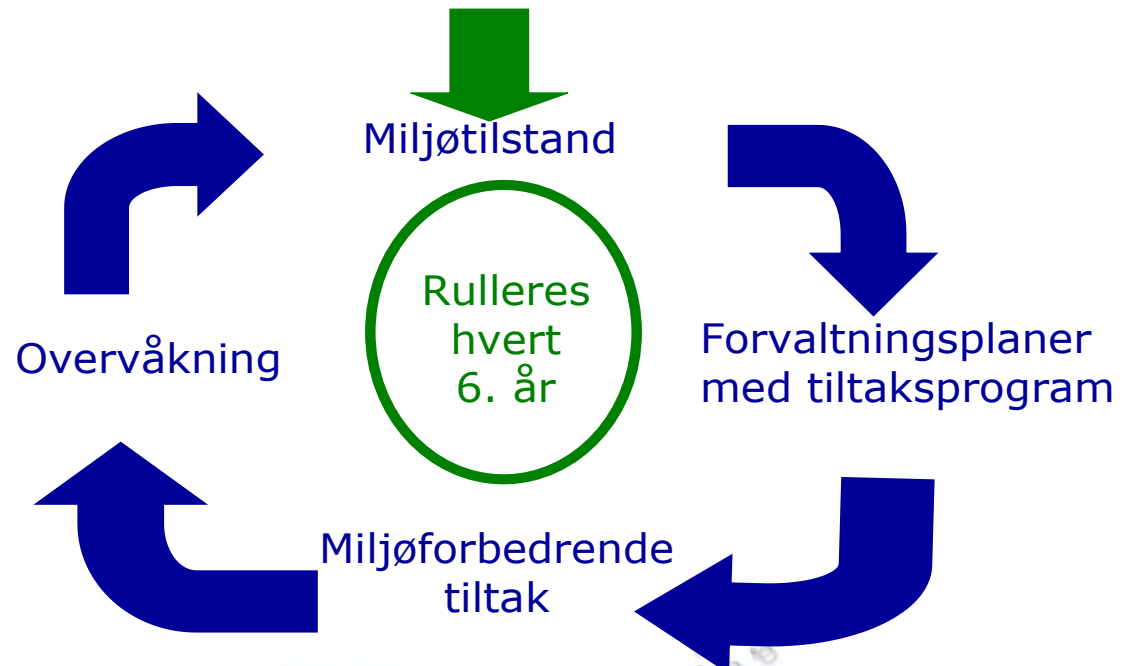 Miljøtilstand
Rulleres
hvert
6. år
Forvaltningsplaner
med tiltaksprogram
Overvåkning
Miljøforbedrende
tiltak